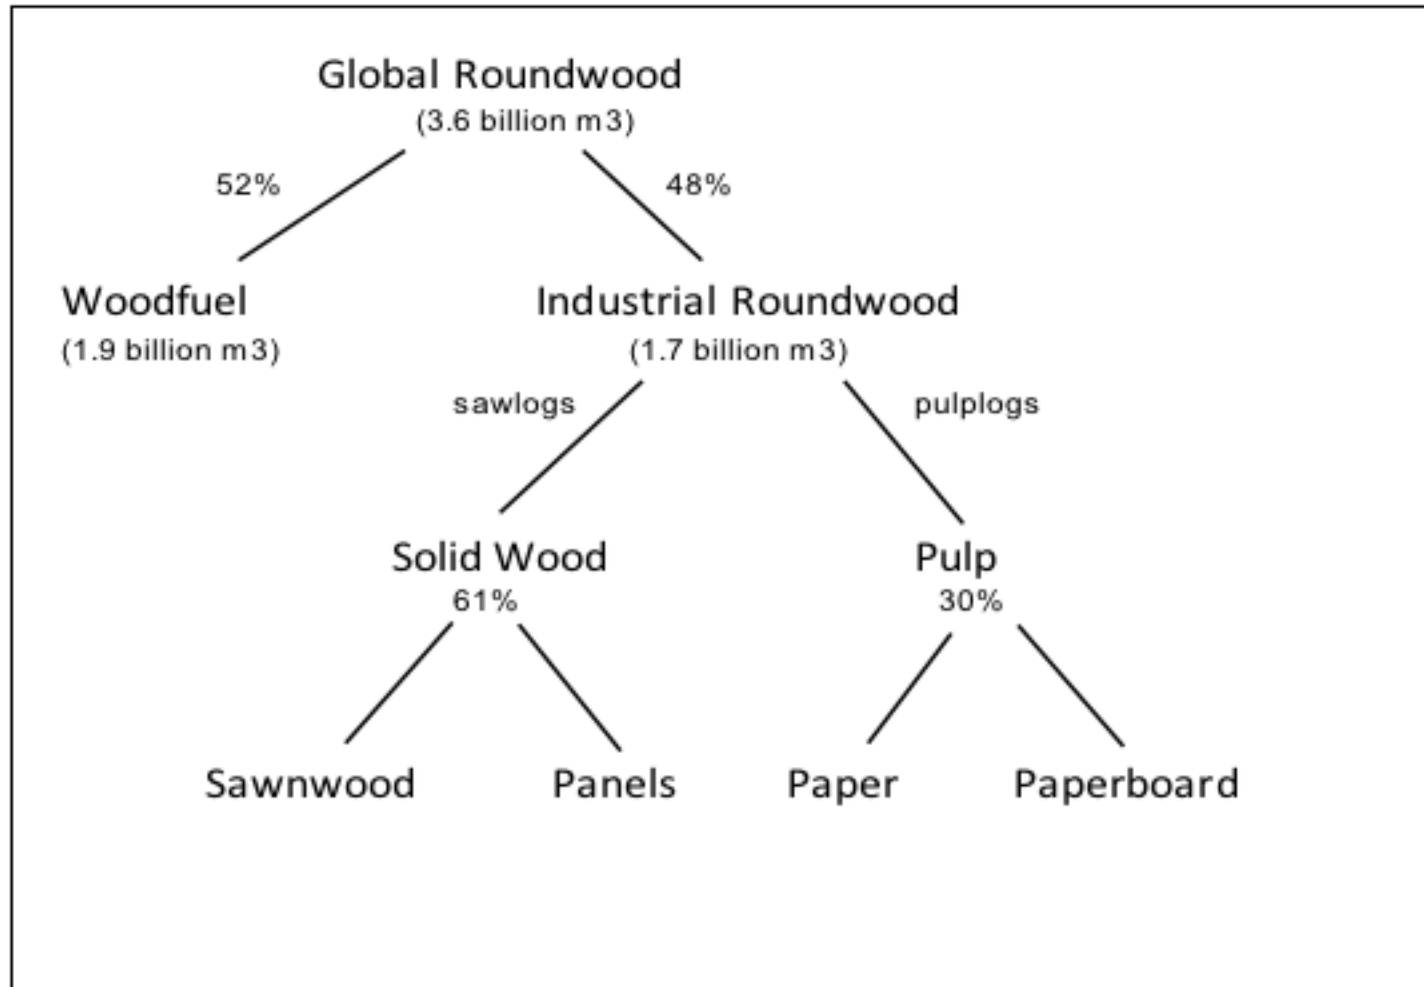 Global Roundwood
(3.6 billion m3)
52%
48%
Woodfuel
Industrial Roundwood
(1.9 billion m3)
(1.7 billion m3)
sawlogs
pulplogs
Solid Wood
Pulp
61%
30%
Sawnwood
Panels
Paper
Paperboard